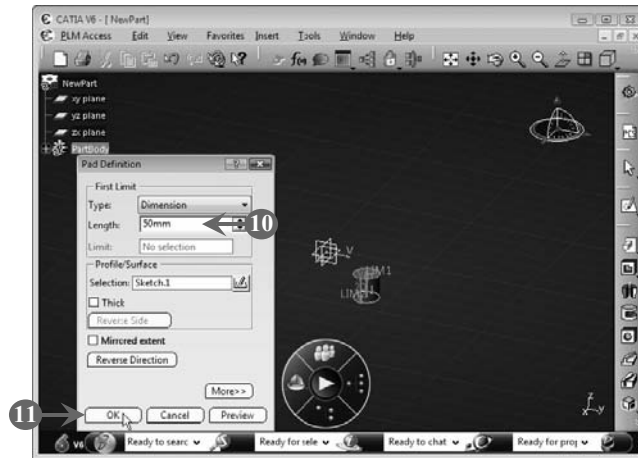 CATIA V6 - [ NewPart]
PLM Access Edit View Favorites Insert Tools Window Help
NewPart
xy plane
yz plane
zx plane
PartBody
Pad Definition
First Limit
Type: Dimension
Length: 50mm
10
Limit: No selection
Profile/Surface
Selection: Sketch.1
Thick
Reverse Side
Mirrored extent
Reverse Direction
More>>
11
OK Cancel Preview
V
LIM1
z
y
x
V6 Ready to searc Ready for sele Ready to chat Ready for prop